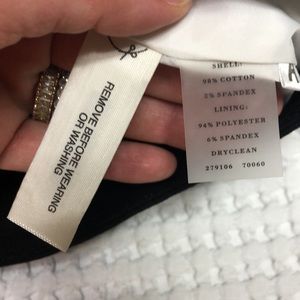 REMOVE BEFORE WEARING
OR WASHING
SHELL:
98% COTTON
2% SPANDEX
LINING:
94% POLYESTER
6% SPANDEX
DRYCLEAN
279106 70060